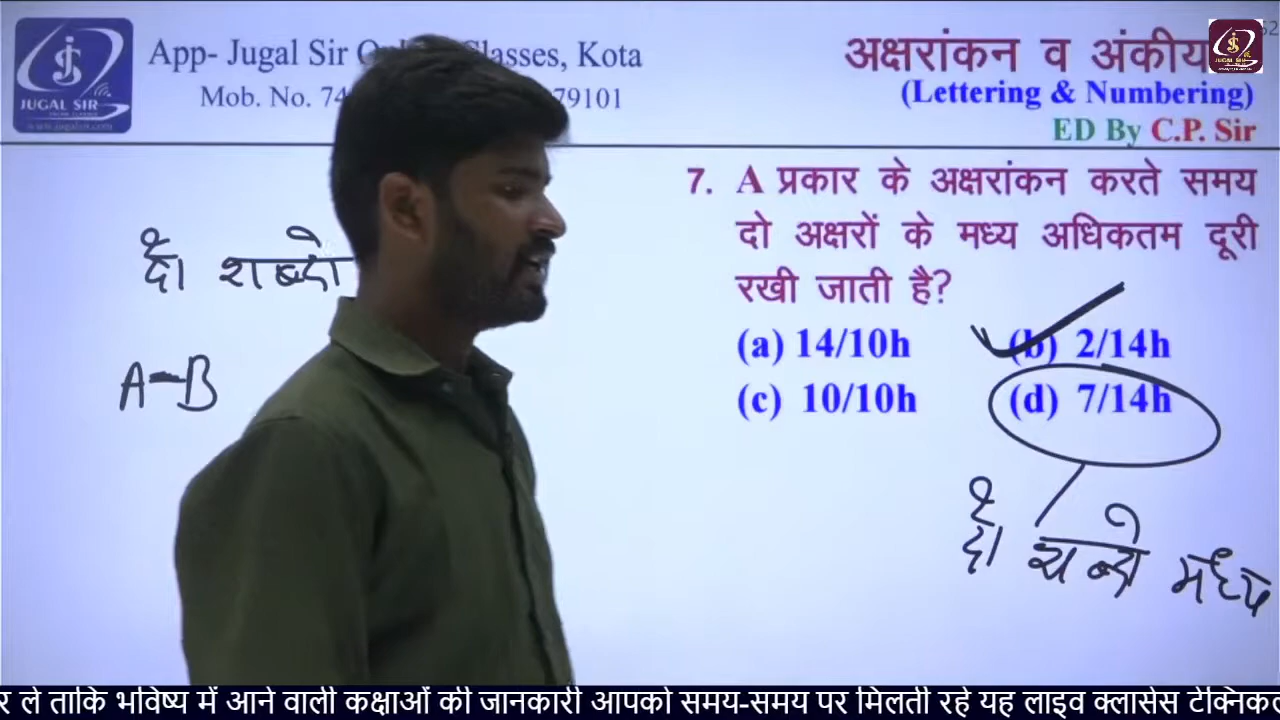 JUGAL SIR
App- Jugal Sir Classes, Kota
Mob. No. 74 79101
अक्षरांकन व अंकीय
(Lettering & Numbering)
ED By C.P. Sir
7. A प्रकार के अक्षरांकन करते समय
दो अक्षरों के मध्य अधिकतम दूरी
रखी जाती है?
(a) 14/10h (b) 2/14h
(c) 10/10h (d) 7/14h
दो शब्दो
A-B
दो शब्दो मध्य
र ले ताकि भविष्य में आने वाली कक्षाओं की जानकारी आपको समय-समय पर मिलती रहे यह लाइव क्लासेस टेक्निकल